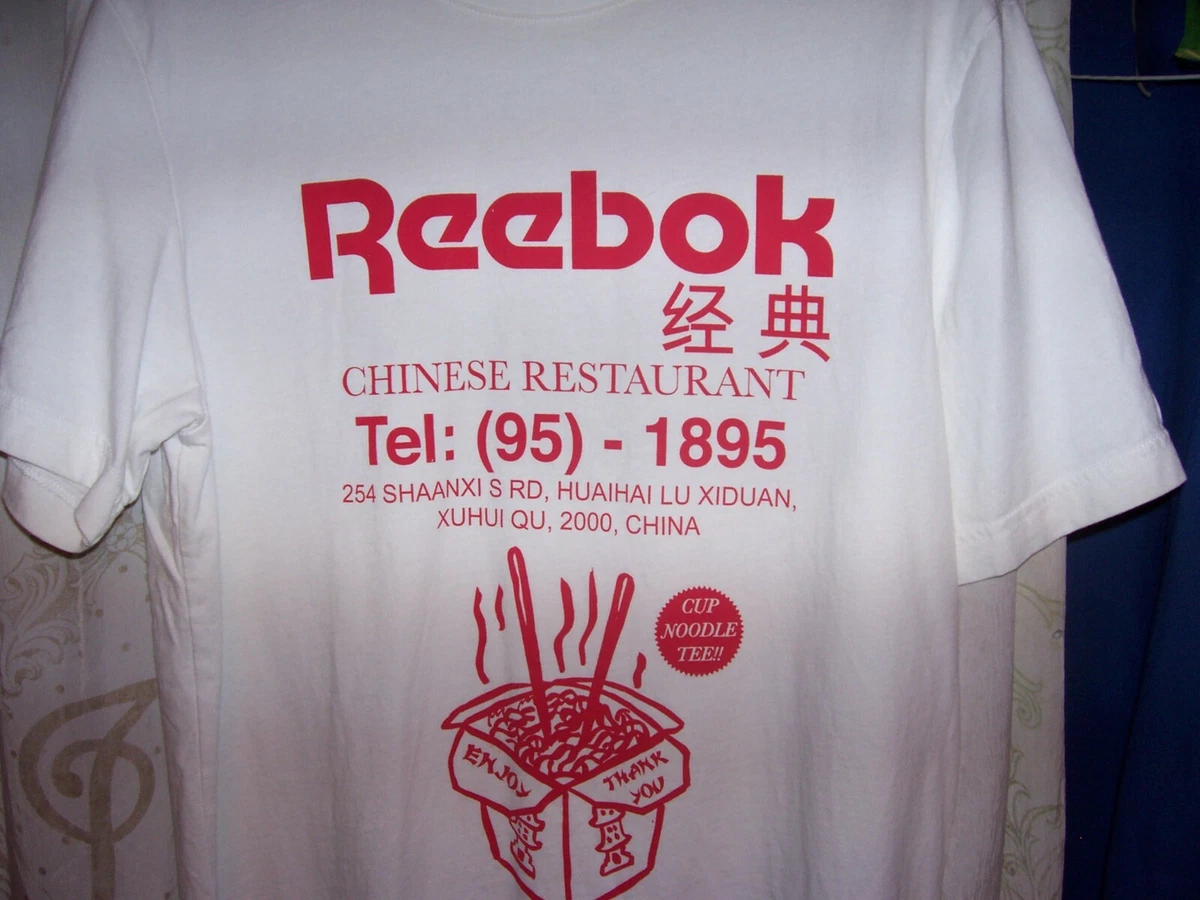 Reebok
经典
CHINESE RESTAURANT
Tel: (95) - 1895
254 SHAANXI S RD, HUAIHAI LU XIDUAN,
XUHUI QU, 2000, CHINA
CUP
NOODLE
TEE!!
ENJOY
THANK
YOU